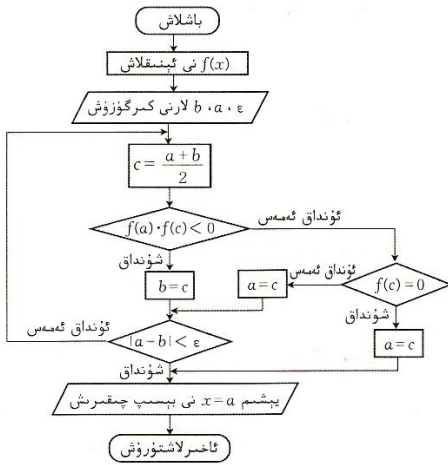 باشلاش
f(x) نى ئېنىقلاش
b ، a ، ε لارنى كىرگۈزۈش
c = a + b / 2
f(a)·f(c) < 0
ئۇنداق ئەمەس
شۇنداق
b = c
a = c
ئۇنداق ئەمەس
f(c) = 0
شۇنداق
a = c
ئۇنداق ئەمەس
|a − b| < ε
شۇنداق
يېشىم x = a نى بېسىپ چىقىرىش
ئاخىرلاشتۇرۇش